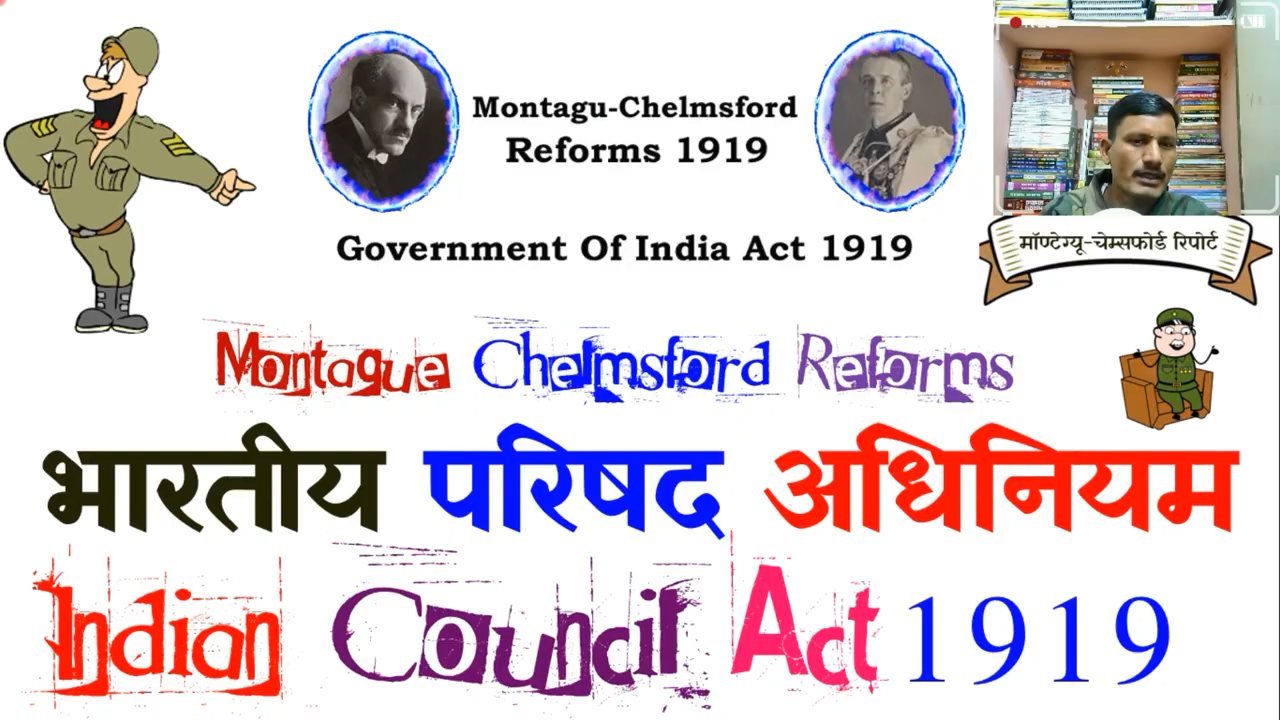 Montagu-Chelmsford
Reforms 1919
Government Of India Act 1919
मॉण्टेग्यू-चेम्सफोर्ड रिपोर्ट
Montague Chelmsford Reforms
भारतीय परिषद अधिनियम
Indian Council Act 1919